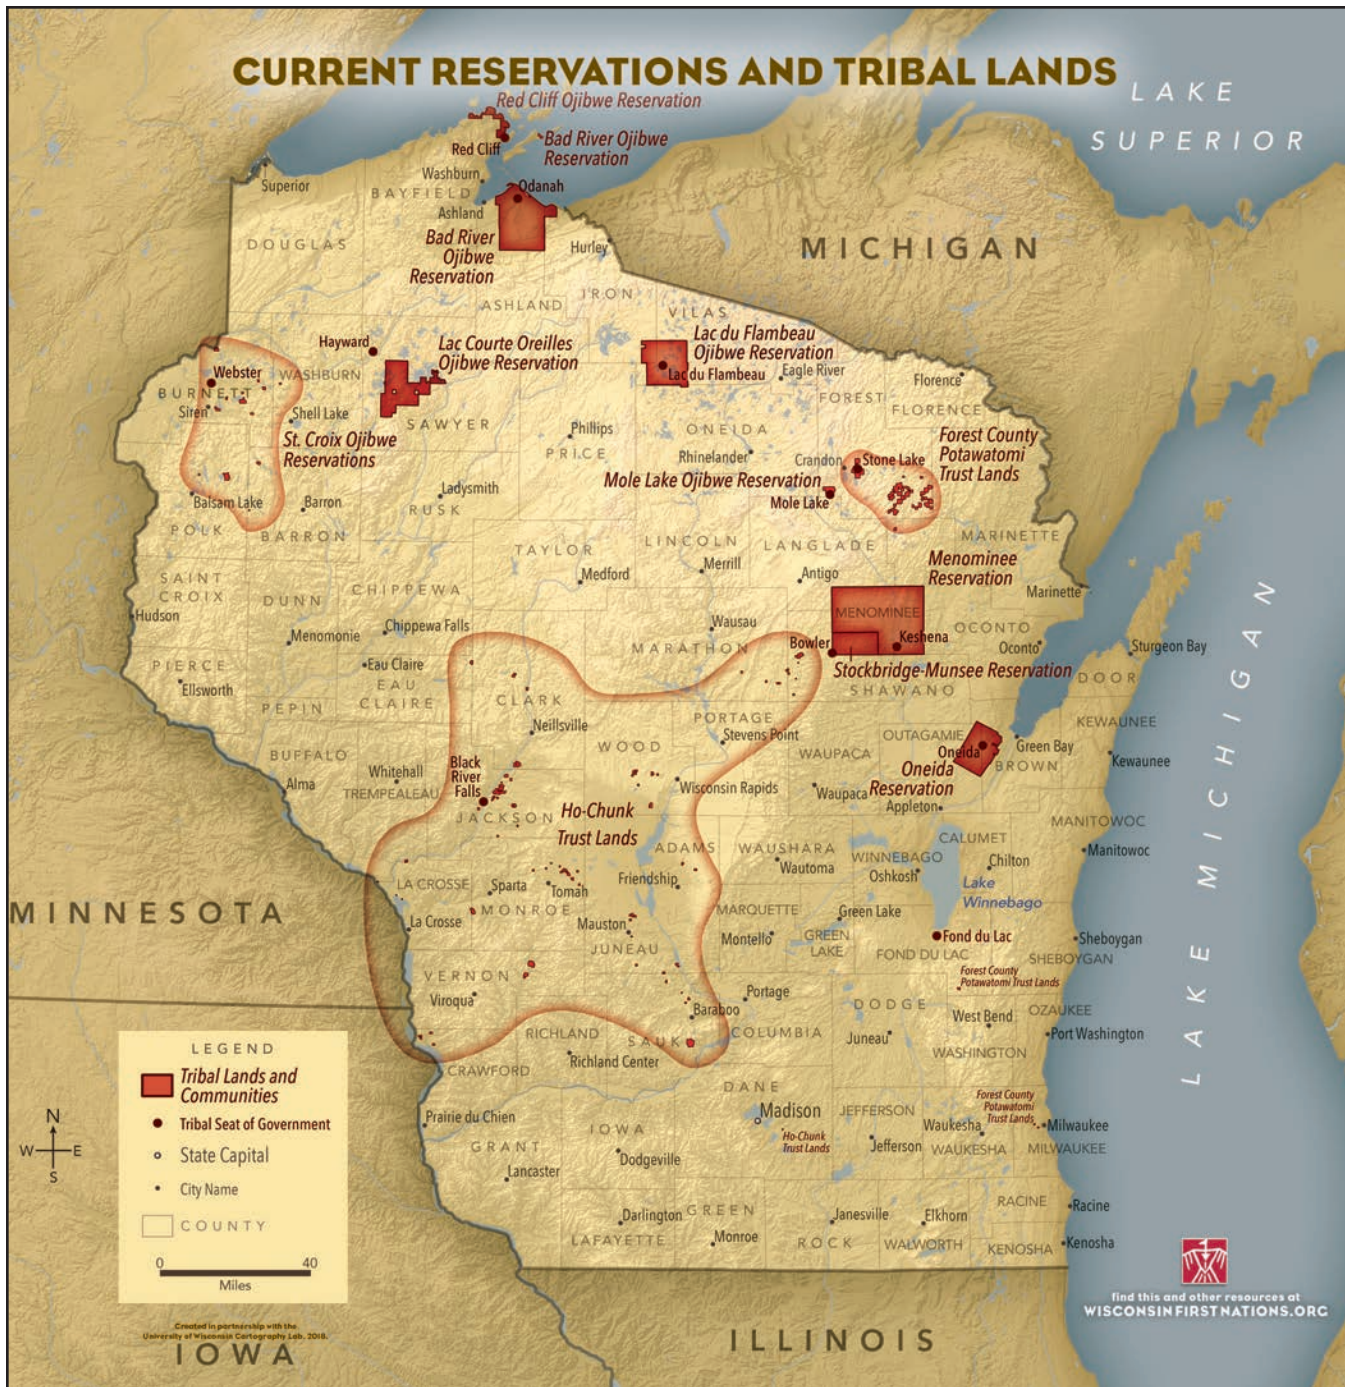 CURRENT RESERVATIONS AND TRIBAL LANDS
LAKE
SUPERIOR
Red Cliff Ojibwe Reservation
Red Cliff
Bad River Ojibwe
Reservation
Washburn
Superior
BAYFIELD
Odanah
Ashland
DOUGLAS
Bad River
Ojibwe
Reservation
Hurley
MICHIGAN
ASHLAND
IRON
VILAS
Hayward
Lac Courte Oreilles
Ojibwe Reservation
Lac du Flambeau
Ojibwe Reservation
Lac du Flambeau
Eagle River
Florence
Webster
WASHBURN
BURNETT
Siren
Shell Lake
SAWYER
FOREST
FLORENCE
St. Croix Ojibwe
Reservations
Phillips
PRICE
ONEIDA
Rhinelander
Crandon
Stone Lake
Forest County
Potawatomi
Trust Lands
Mole Lake Ojibwe Reservation
Mole Lake
Balsam Lake
Barron
Ladysmith
RUSK
POLK
BARRON
TAYLOR
LINCOLN
LANGLADE
MARINETTE
Medford
Merrill
Antigo
Menominee
Reservation
SAINT
CROIX
DUNN
CHIPPEWA
Marinette
MENOMINEE
Hudson
Menomonie
Chippewa Falls
Wausau
MARATHON
Bowler
Keshena
OCONTO
Oconto
Sturgeon Bay
PIERCE
Ellsworth
Eau Claire
EAU
CLAIRE
Stockbridge-Munsee Reservation
SHAWANO
DOOR
PEPIN
CLARK
Neillsville
PORTAGE
Stevens Point
KEWAUNEE
BUFFALO
WOOD
WAUPACA
OUTAGAMIE
Oneida
Green Bay
BROWN
Kewaunee
Alma
Whitehall
TREMPEALEAU
Black
River
Falls
JACKSON
Wisconsin Rapids
Waupaca
Oneida
Reservation
Appleton
Ho-Chunk
Trust Lands
ADAMS
WAUSHARA
Wautoma
WINNEBAGO
Oshkosh
CALUMET
Chilton
MANITOWOC
Manitowoc
LA CROSSE
Sparta
Tomah
Friendship
Lake
Winnebago
MINNESOTA
La Crosse
MONROE
Mauston
JUNEAU
MARQUETTE
Montello
Green Lake
GREEN
LAKE
Fond du Lac
FOND DU LAC
Sheboygan
SHEBOYGAN
LAKE MICHIGAN
VERNON
Viroqua
Baraboo
Portage
DODGE
Forest County
Potawatomi Trust Lands
West Bend
OZAUKEE
RICHLAND
Richland Center
SAUK
COLUMBIA
Juneau
WASHINGTON
Port Washington
CRAWFORD
Prairie du Chien
DANE
Madison
Ho-Chunk
Trust Lands
JEFFERSON
Jefferson
Forest County
Potawatomi
Trust Lands
Waukesha
WAUKESHA
Milwaukee
MILWAUKEE
IOWA
GRANT
Dodgeville
Lancaster
Darlington
LAFAYETTE
GREEN
Monroe
Janesville
ROCK
Elkhorn
WALWORTH
RACINE
Racine
KENOSHA
Kenosha
LEGEND
Tribal Lands and
Communities
Tribal Seat of Government
State Capital
City Name
COUNTY
0 40
Miles
N
W E
S
Created in partnership with the
University of Wisconsin Cartography Lab, 2018.
IOWA
ILLINOIS
find this and other resources at
WISCONSINFIRSTNATIONS.ORG